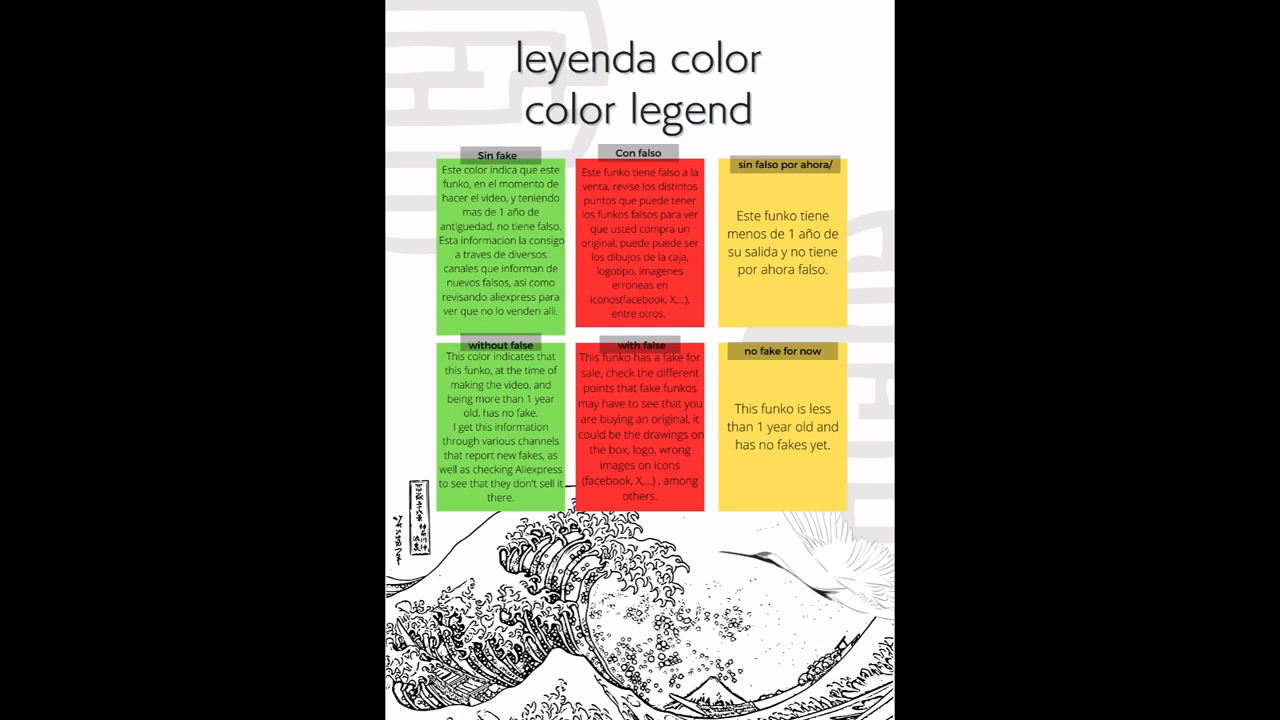 leyenda color
color legend
Sin fake
Este color indica que este
funko, en el momento de
hacer el video, y teniendo
mas de 1 año de
antiguedad, no tiene falso.
Esta informacion la consigo
a traves de diversos
canales que informan de
nuevos falsos, asi como
revisando aliexpress para
ver que no lo venden alli.
Con falso
Este funko tiene falso a la
venta, revise los distintos
puntos que puede tener
los funkos falsos para ver
que usted compra un
original, puede puede ser
los dibujos de la caja,
logotipo, imagenes
erroneas en
iconos(facebook, X,...),
entre otros.
sin falso por ahora/
Este funko tiene
menos de 1 año de
su salida y no tiene
por ahora falso.
without false
This color indicates that
this funko, at the time of
making the video, and
being more than 1 year
old, has no fake.
I get this information
through various channels
that report new fakes, as
well as checking Aliexpress
to see that they don't sell it
there.
with false
This funko has a fake for
sale, check the different
points that fake funkos
may have to see that you
are buying an original, it
could be the drawings on
the box, logo, wrong
images on icons
(facebook, X,...) , among
others.
no fake for now
This funko is less
than 1 year old and
has no fakes yet.